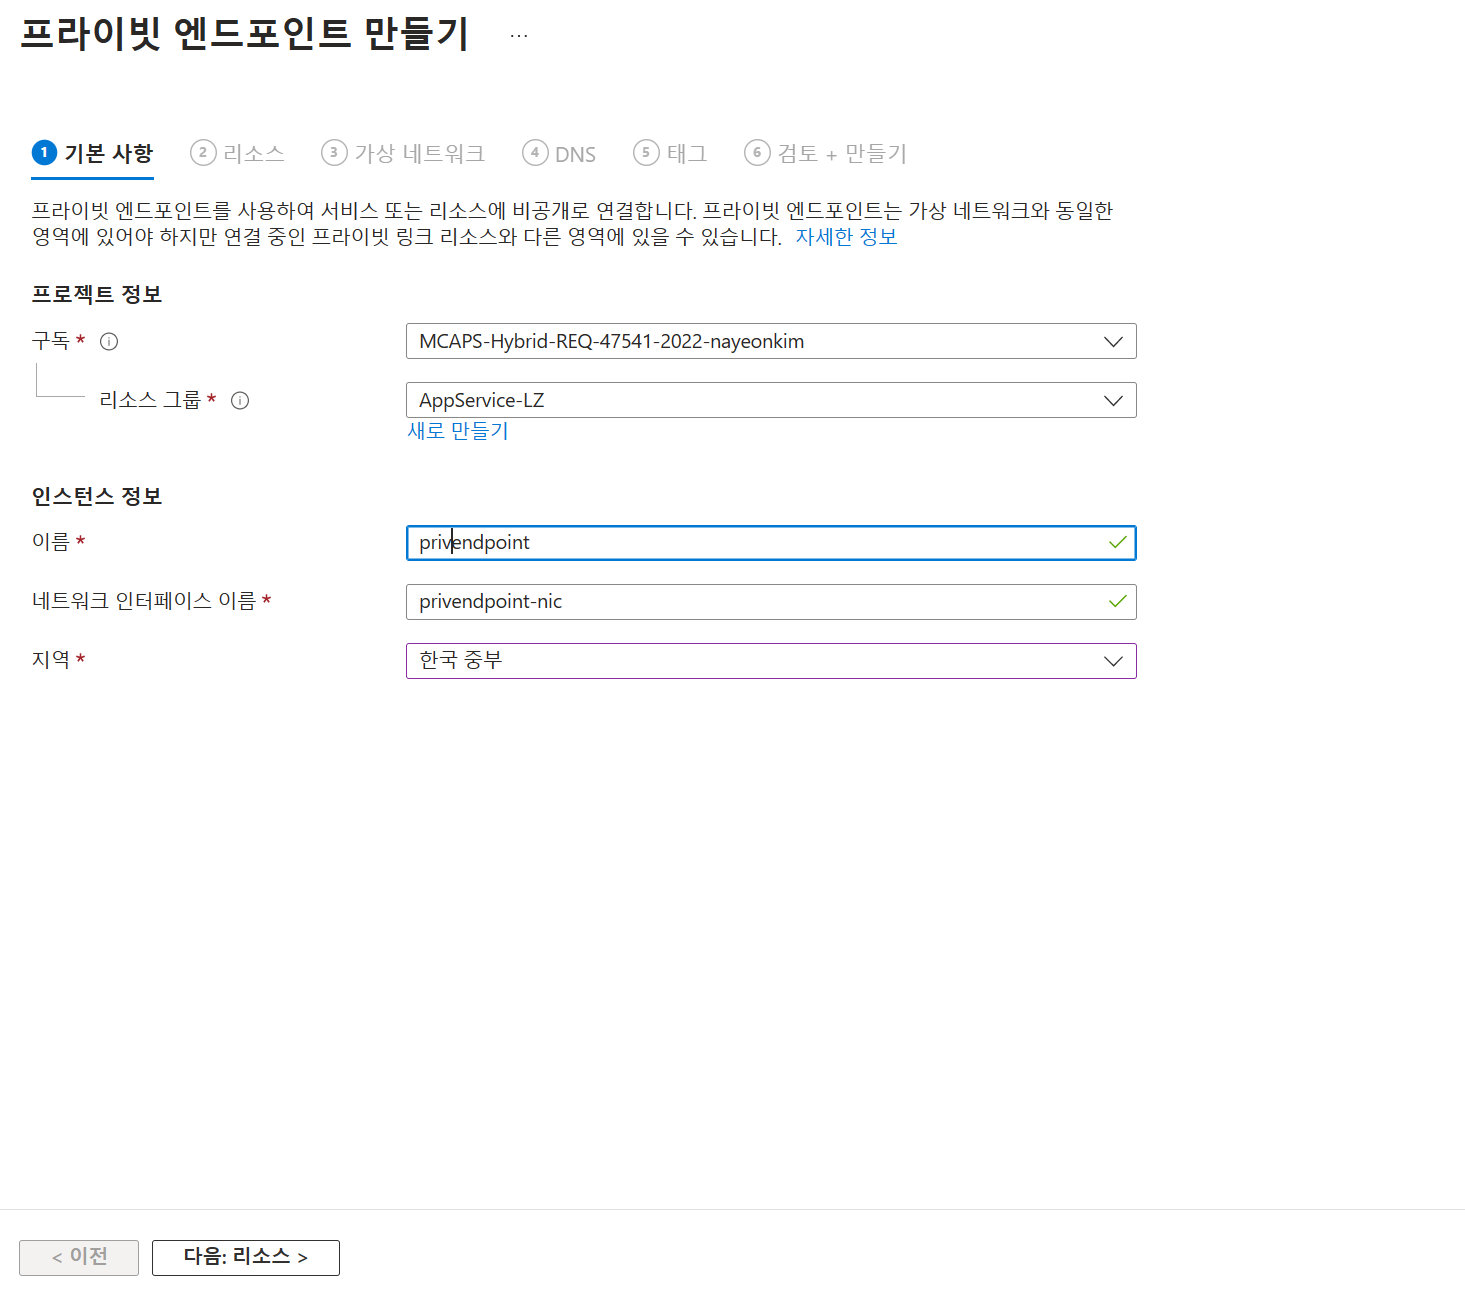 프라이빗 엔드포인트 만들기 ...
1 기본 사항 2 리소스 3 가상 네트워크 4 DNS 5 태그 6 검토 + 만들기
프라이빗 엔드포인트를 사용하여 서비스 또는 리소스에 비공개로 연결합니다. 프라이빗 엔드포인트는 가상 네트워크와 동일한
영역에 있어야 하지만 연결 중인 프라이빗 링크 리소스와 다른 영역에 있을 수 있습니다. 자세한 정보
프로젝트 정보
구독 * MCAPS-Hybrid-REQ-47541-2022-nayeonkim
리소스 그룹 * AppService-LZ
새로 만들기
인스턴스 정보
이름 * privendpoint
네트워크 인터페이스 이름 * privendpoint-nic
지역 * 한국 중부
< 이전 다음: 리소스 >